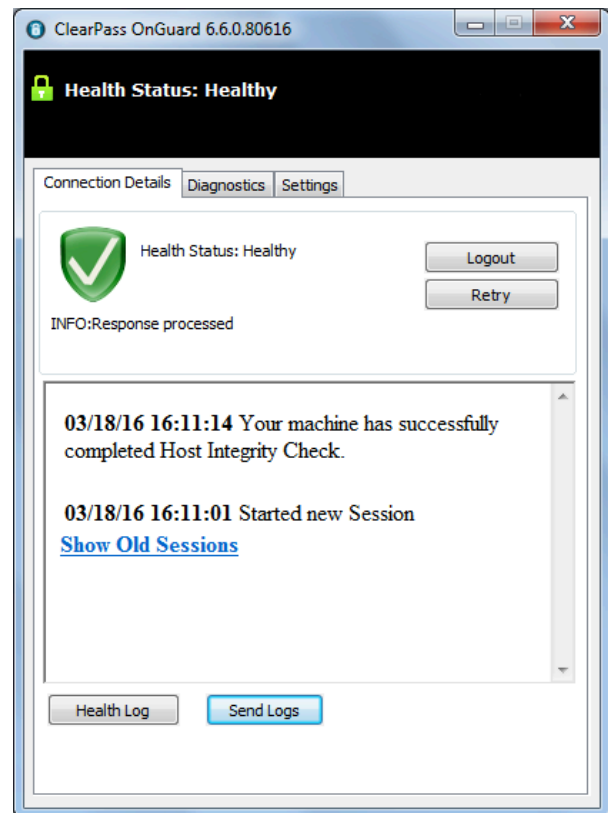 ClearPass OnGuard 6.6.0.80616
Health Status: Healthy
Connection Details
Diagnostics
Settings
Health Status: Healthy
Logout
Retry
INFO:Response processed
03/18/16 16:11:14 Your machine has successfully
completed Host Integrity Check.
03/18/16 16:11:01 Started new Session
Show Old Sessions
Health Log
Send Logs